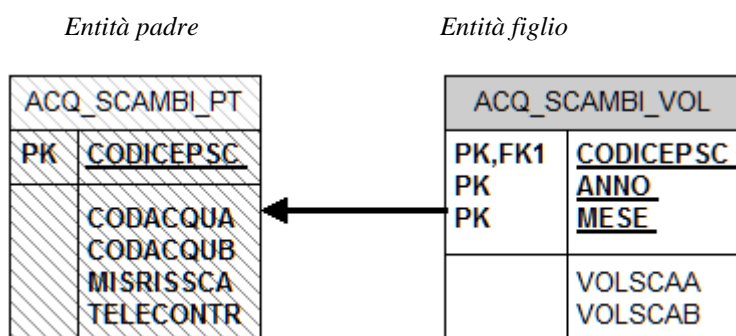 Entità padre
Entità figlio
ACQ_SCAMBI_PT
PK CODICEPSC
CODACQUA
CODACQUB
MISRISSCA
TELECONTR
ACQ_SCAMBI_VOL
PK,FK1 CODICEPSC
PK ANNO
PK MESE
VOLSCAA
VOLSCAB